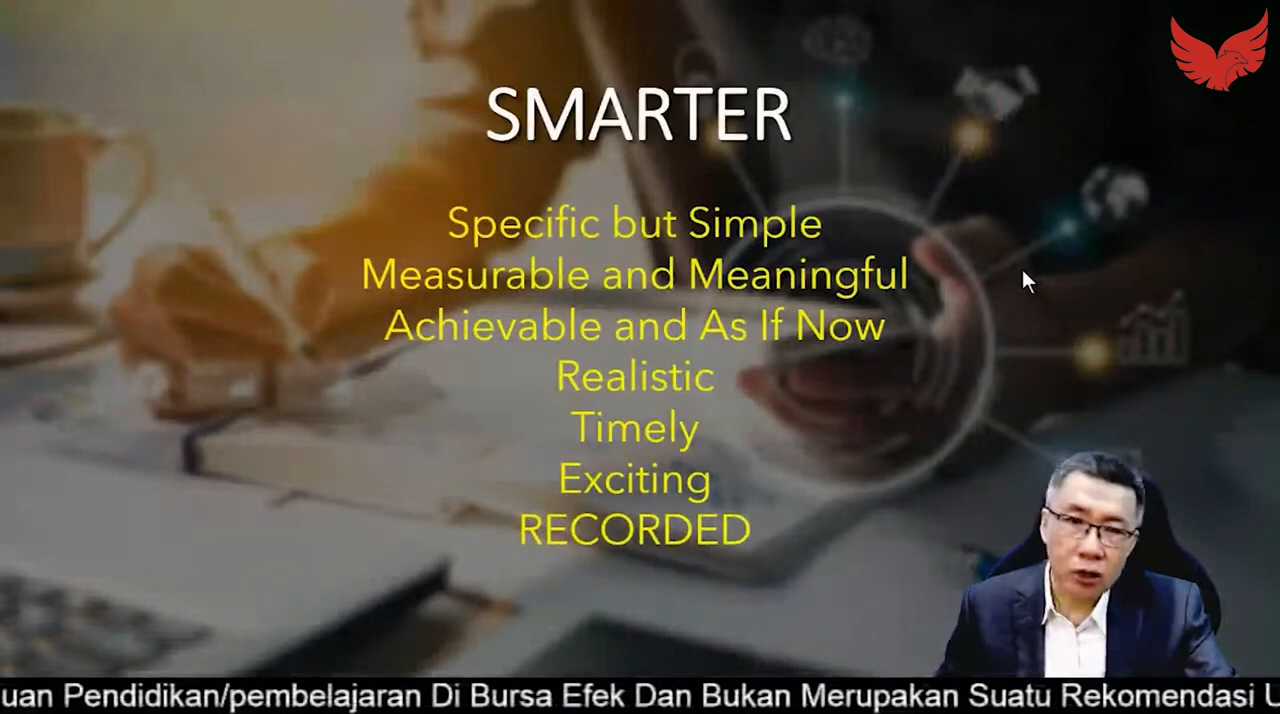 SMARTER
Specific but Simple
Measurable and Meaningful
Achievable and As If Now
Realistic
Timely
Exciting
RECORDED
Pendidikan/pembelajaran Di Bursa Efek Dan Bukan Merupakan Suatu Rekomendasi